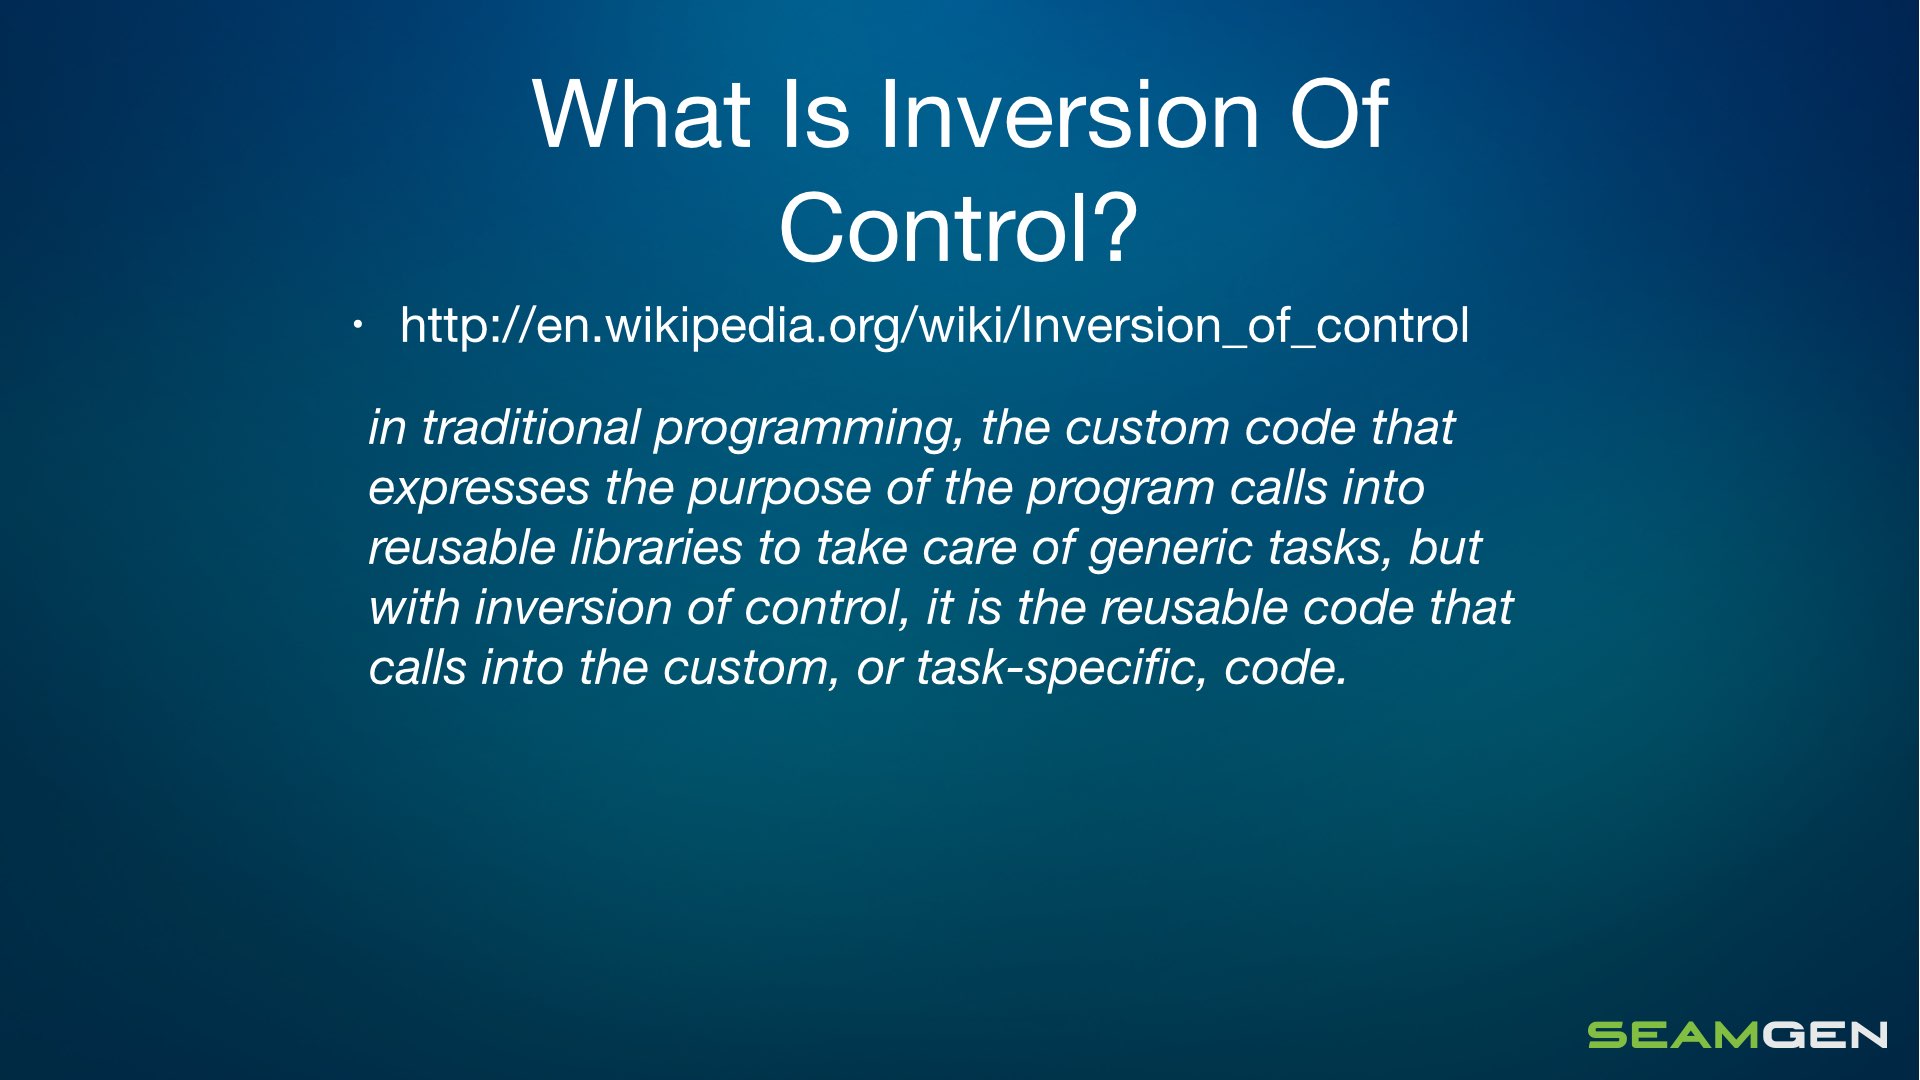 What Is Inversion Of
Control?
• http://en.wikipedia.org/wiki/Inversion_of_control
in traditional programming, the custom code that
expresses the purpose of the program calls into
reusable libraries to take care of generic tasks, but
with inversion of control, it is the reusable code that
calls into the custom, or task-specific, code.
SEAMGEN